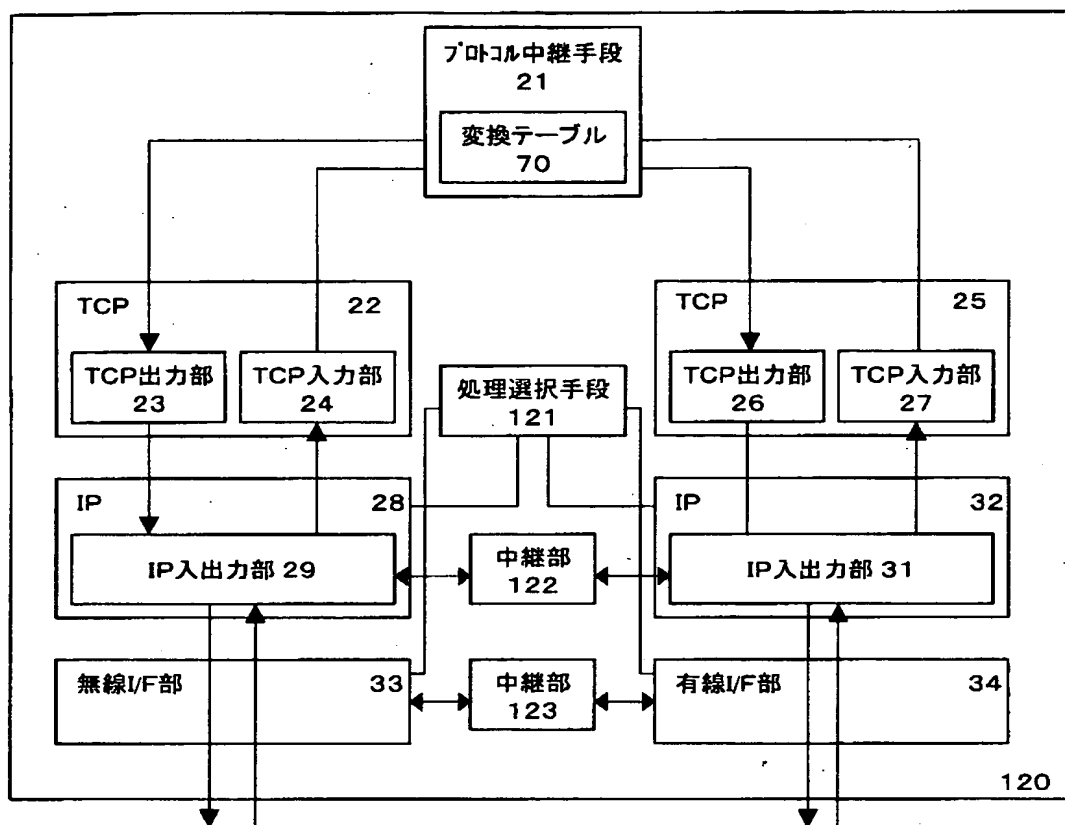 プロトコル中継手段
21
変換テーブル
70
TCP 22
TCP出力部
23
TCP入力部
24
処理選択手段
121
TCP 25
TCP出力部
26
TCP入力部
27
IP 28
IP入出力部 29
中継部
122
IP 32
IP入出力部 31
無線I/F部 33
中継部
123
有線I/F部 34
120